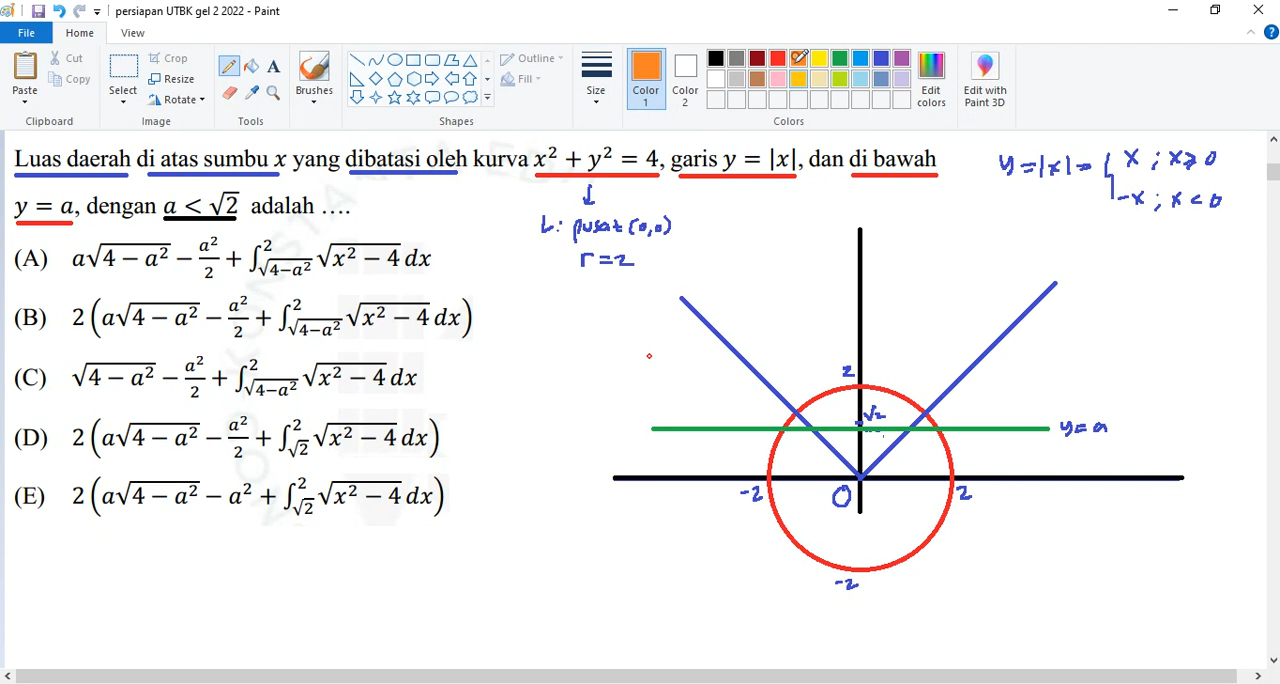 persiapan UTBK gel 2 2022 - Paint
File Home View
Paste
Cut
Copy
Clipboard
Select
Crop
Resize
Rotate
Image
A
Tools
Brushes
Outline
Fill
Shapes
Size
Color 1
Color 2
Edit colors
Colors
Edit with Paint 3D
Luas daerah di atas sumbu x yang dibatasi oleh kurva x² + y² = 4, garis y = |x|, dan di bawah
y = a, dengan a < √2 adalah ….
(A) a√(4 − a²) − a²/2 + ∫_{√(4−a²)}^{2} √(x² − 4) dx
(B) 2 (a√(4 − a²) − a²/2 + ∫_{√(4−a²)}^{2} √(x² − 4) dx)
(C) √(4 − a²) − a²/2 + ∫_{√(4−a²)}^{2} √(x² − 4) dx
(D) 2 (a√(4 − a²) − a²/2 + ∫_{√2}^{2} √(x² − 4) dx)
(E) 2 (a√(4 − a²) − a² + ∫_{√2}^{2} √(x² − 4) dx)
L: pusat (0,0)
r = 2
y = |x| = { x ; x ≥ 0
-x ; x < 0
2
√2
y = a
-2
O
2
-2